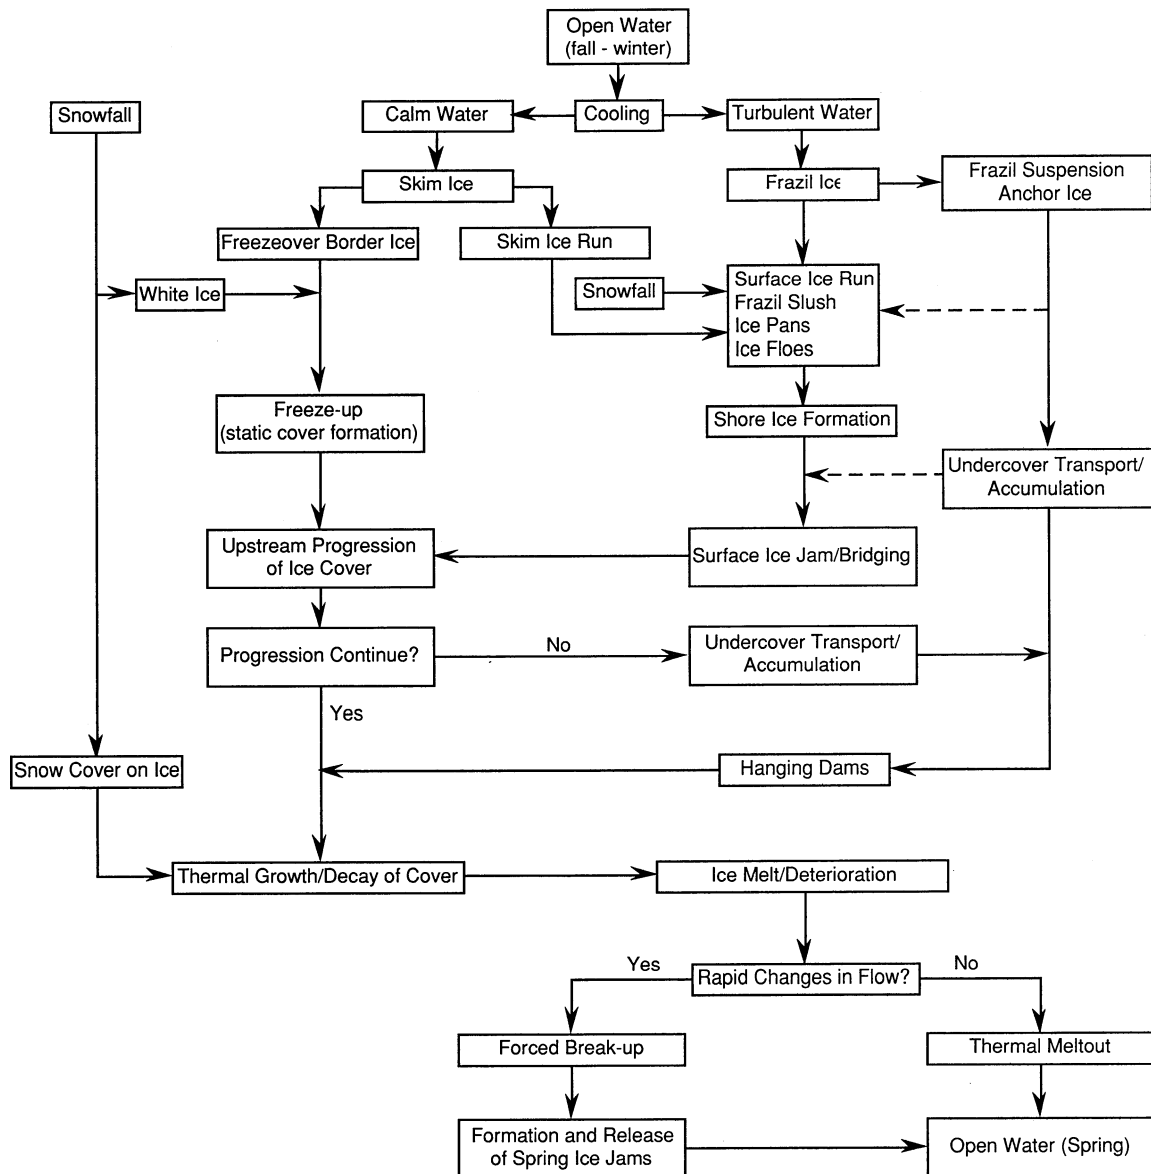 Open Water
(fall - winter)
Snowfall
Calm Water
Cooling
Turbulent Water
Skim Ice
Frazil Ice
Frazil Suspension
Anchor Ice
Freezeover Border Ice
Skim Ice Run
White Ice
Snowfall
Surface Ice Run
Frazil Slush
Ice Pans
Ice Floes
Freeze-up
(static cover formation)
Shore Ice Formation
Undercover Transport/
Accumulation
Upstream Progression
of Ice Cover
Surface Ice Jam/Bridging
Progression Continue?
No
Undercover Transport/
Accumulation
Yes
Snow Cover on Ice
Hanging Dams
Thermal Growth/Decay of Cover
Ice Melt/Deterioration
Yes
Rapid Changes in Flow?
No
Forced Break-up
Thermal Meltout
Formation and Release
of Spring Ice Jams
Open Water (Spring)